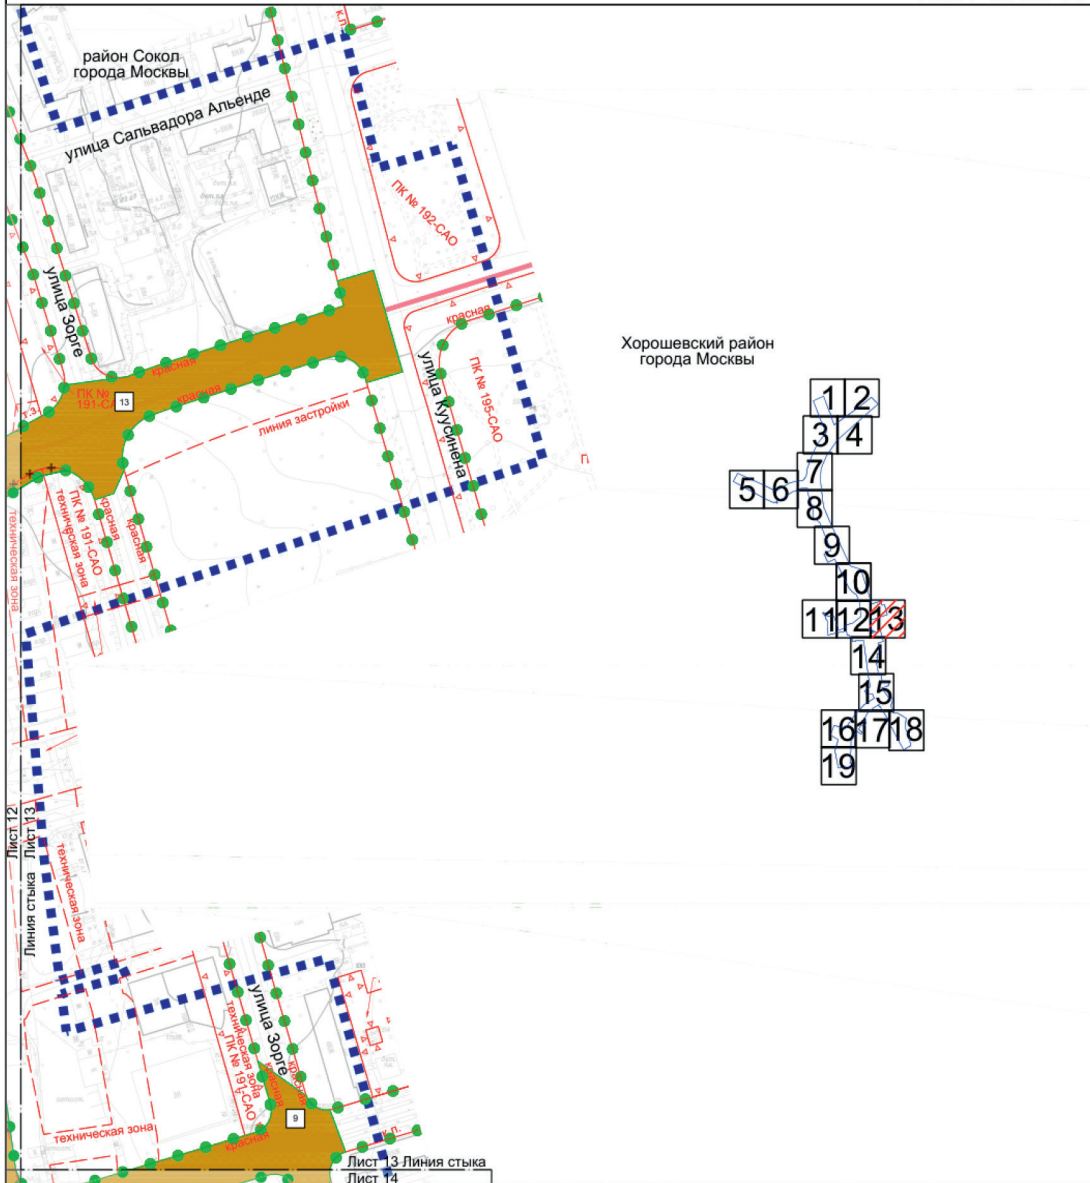 к.п.
район Сокол
города Москвы
улица Сальвадора Альенде
ПК № 192-САО
улица Зорге
красная
Хорошевский район
города Москвы
красная
ПК №
191-СА
13
красная
т.з.
линия застройки
улица Куусинена
ПК № 195-САО
техническая зона
ПК № 191-САО
техническая зона
красная
красная
1
2
3
4
5
6
7
8
9
10
11
12
13
14
15
16
17
18
19
Лист 12
Лист 13
Линия стыка
техническая зона
улица Зорге
техническая зона
ПК № 191-САО
красная
красная
9
техническая зона
красная
к.п.
Лист 13 Линия стыка
Лист 14